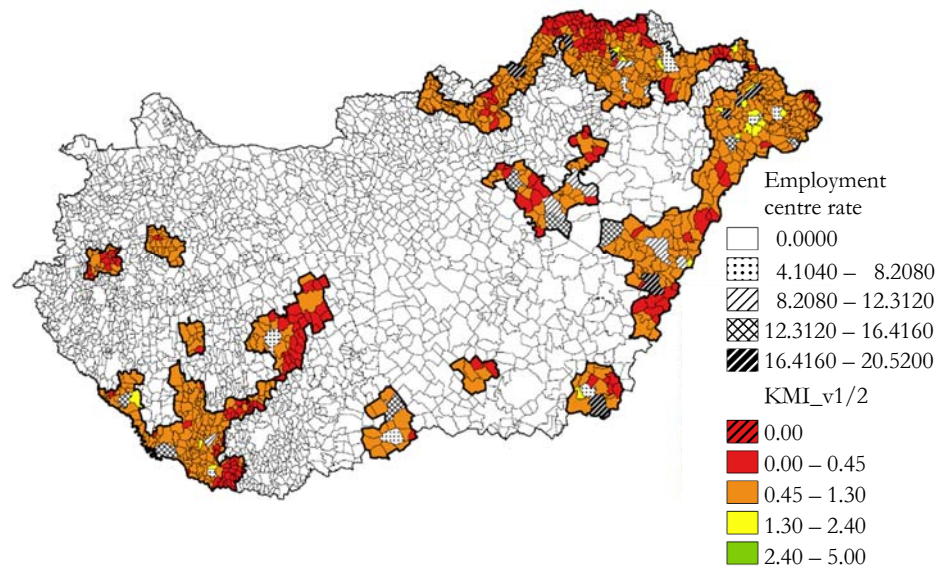 Employment
centre rate
0.0000
4.1040 – 8.2080
8.2080 – 12.3120
12.3120 – 16.4160
16.4160 – 20.5200
KMI_v1/2
0.00
0.00 – 0.45
0.45 – 1.30
1.30 – 2.40
2.40 – 5.00